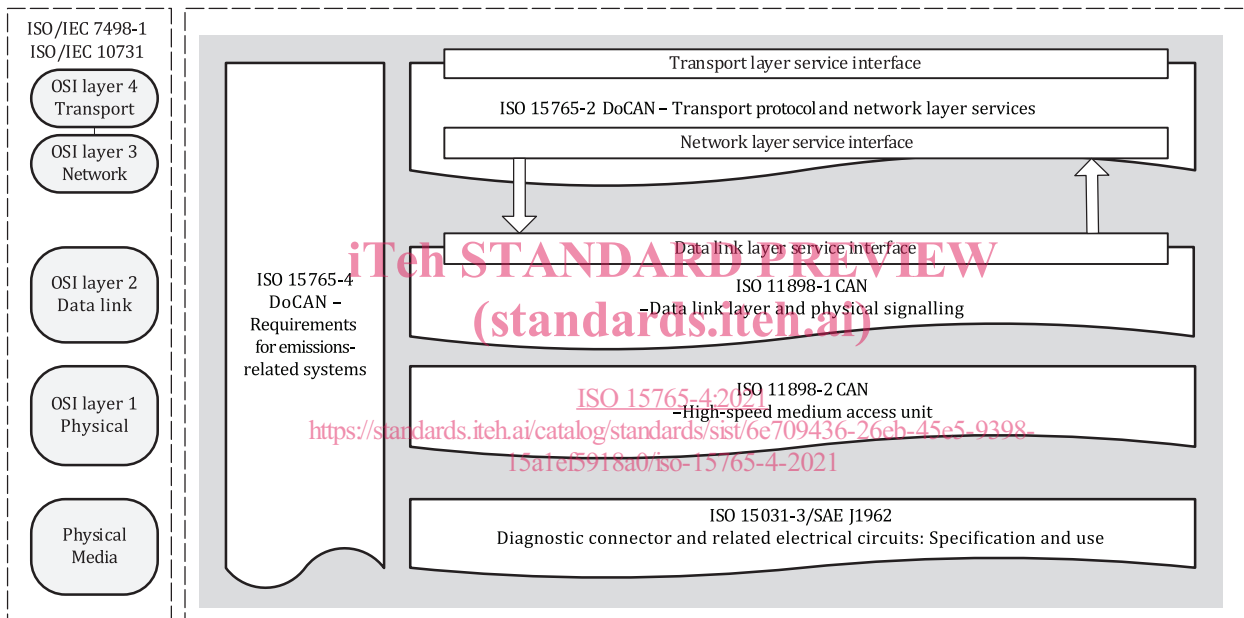 ISO/IEC 7498-1
ISO/IEC 10731
OSI layer 4
Transport
OSI layer 3
Network
OSI layer 2
Data link
OSI layer 1
Physical
Physical
Media
ISO 15765-4
DoCAN –
Requirements
for emissions-
related systems
Transport layer service interface
ISO 15765-2 DoCAN – Transport protocol and network layer services
Network layer service interface
Data link layer service interface
iTeh STANDARD PREVIEW
ISO 11898-1 CAN
–Data link layer and physical signalling
(standards.iteh.ai)
ISO 11898-2 CAN
ISO 15765-4:2021
–High-speed medium access unit
https://standards.iteh.ai/catalog/standards/sist/6e709436-26eb-45e5-9398-
15a1ef5918a0/iso-15765-4-2021
ISO 15031-3/SAE J1962
Diagnostic connector and related electrical circuits: Specification and use